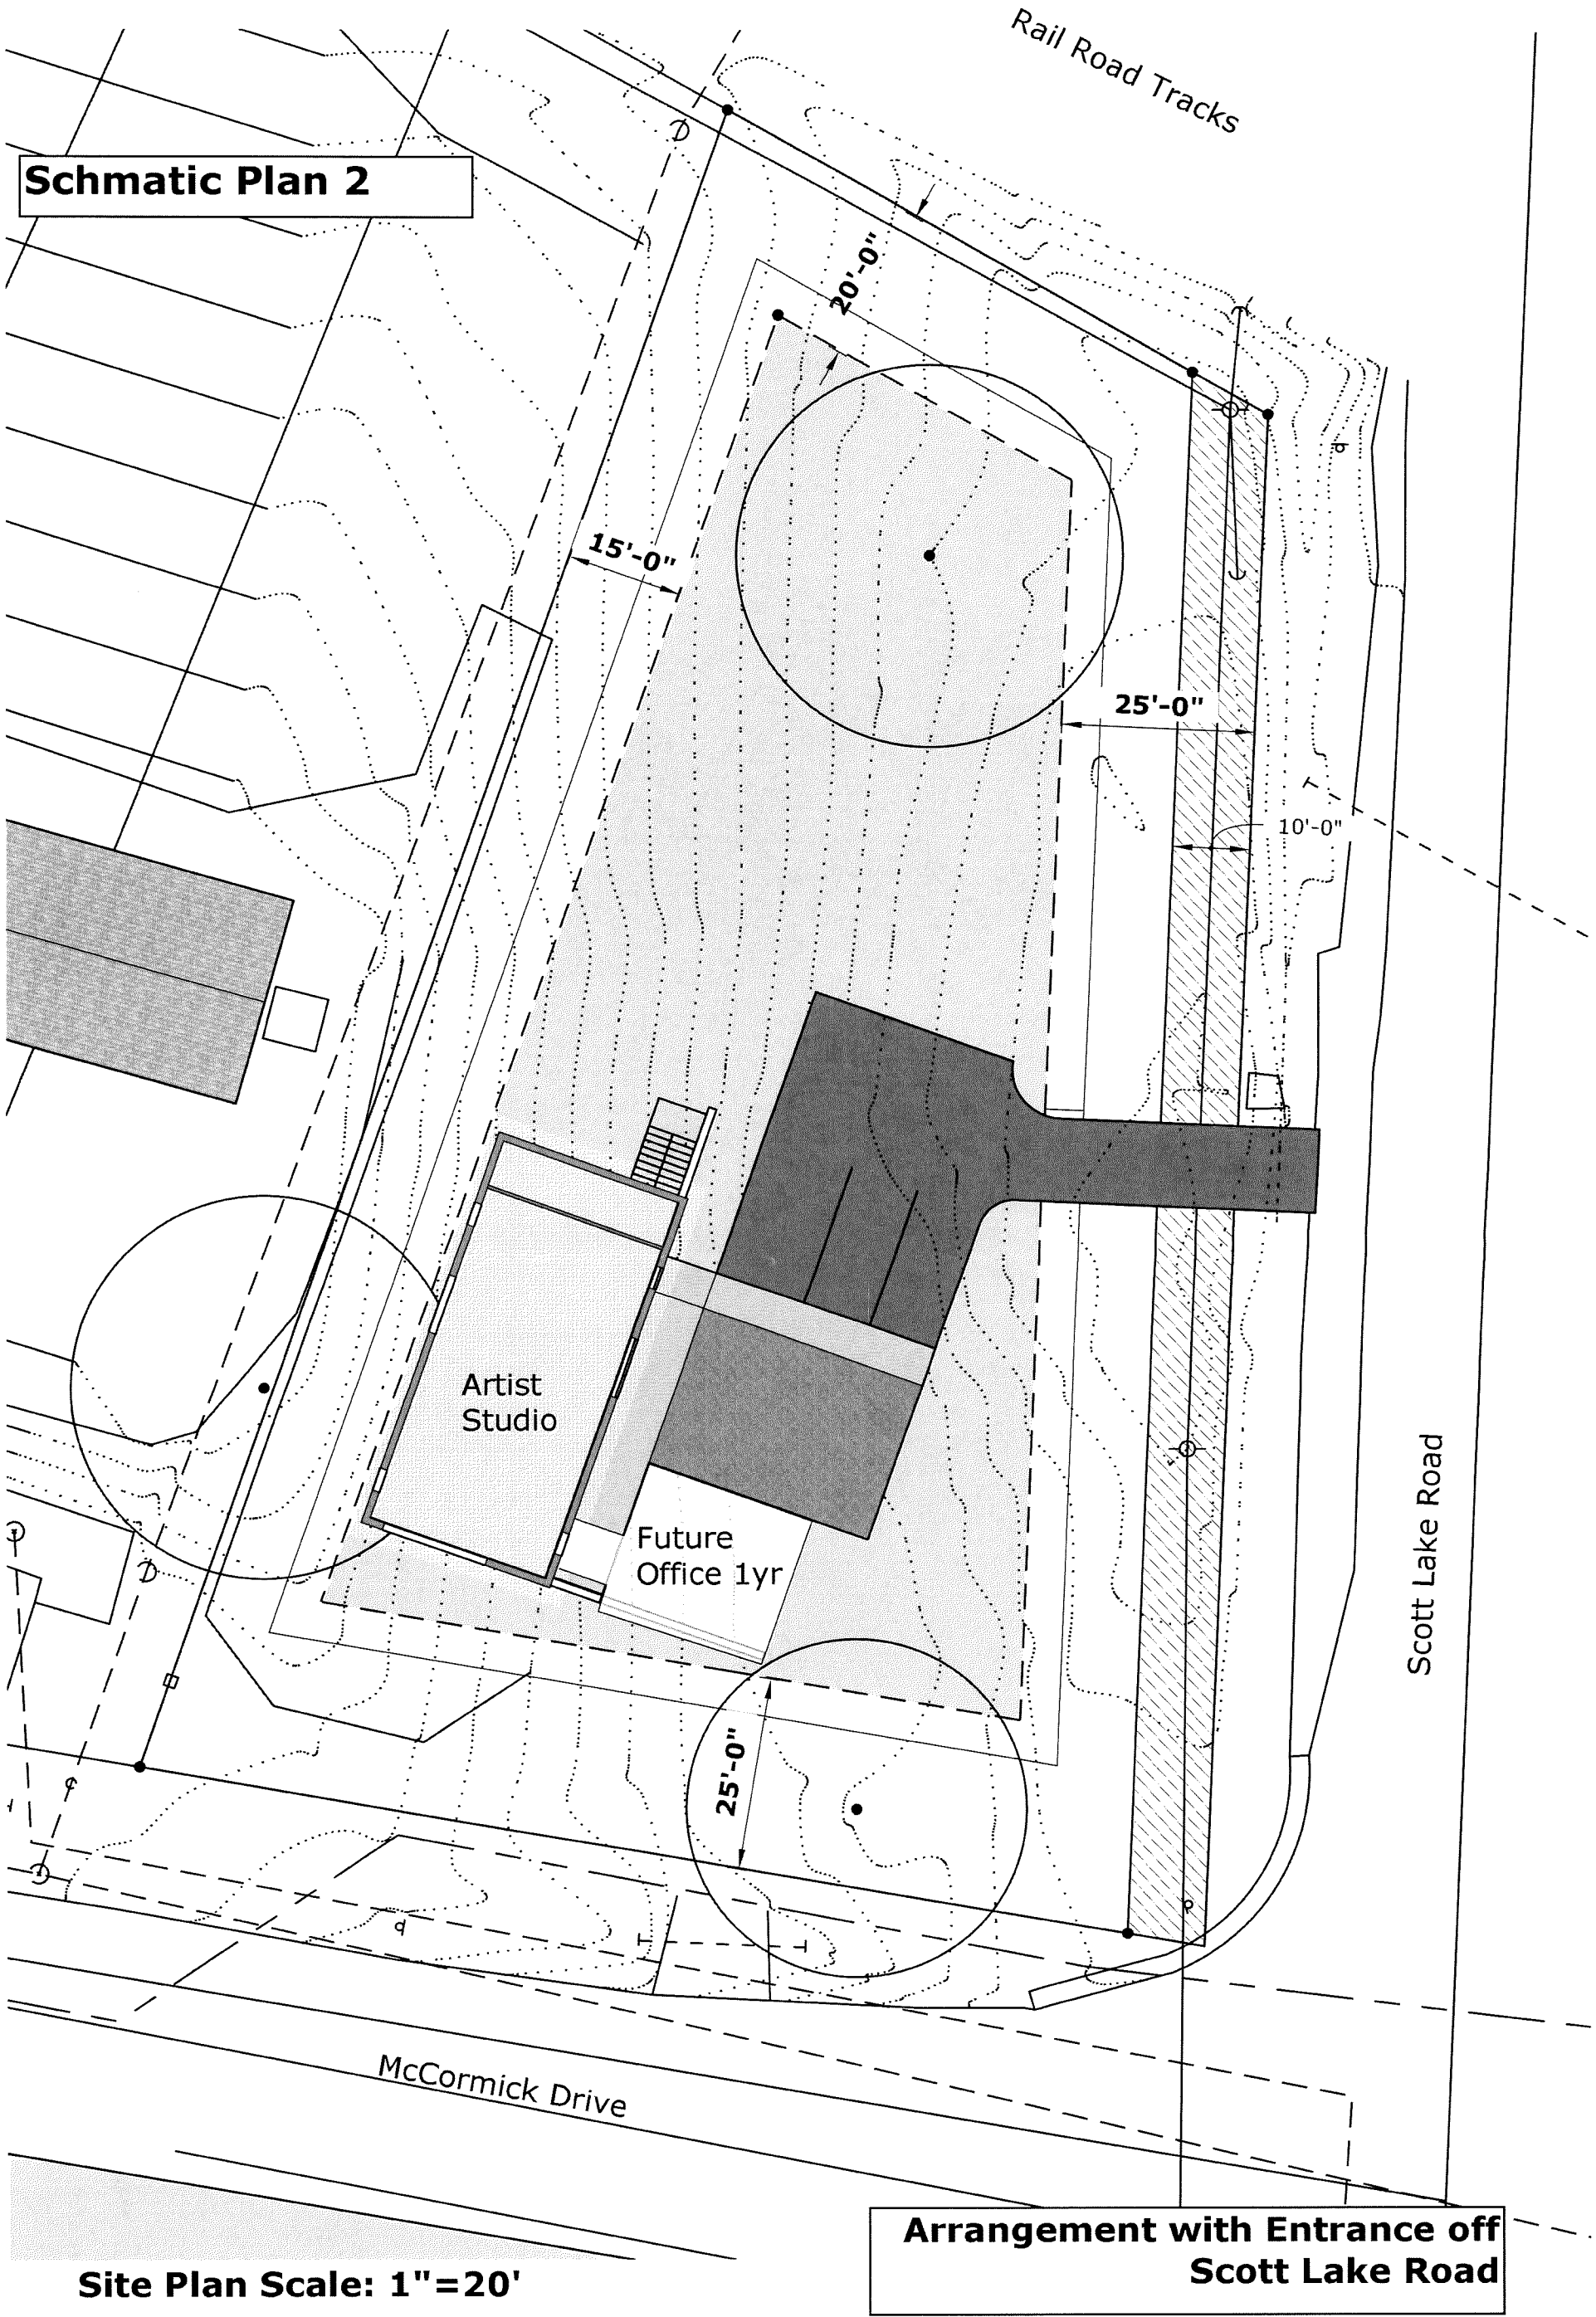 Rail Road Tracks
Schmatic Plan 2
20'-0"
15'-0"
25'-0"
10'-0"
Artist
Studio
Future
Office 1yr
Scott Lake Road
25'-0"
McCormick Drive
Arrangement with Entrance off
Scott Lake Road
Site Plan Scale: 1"=20'